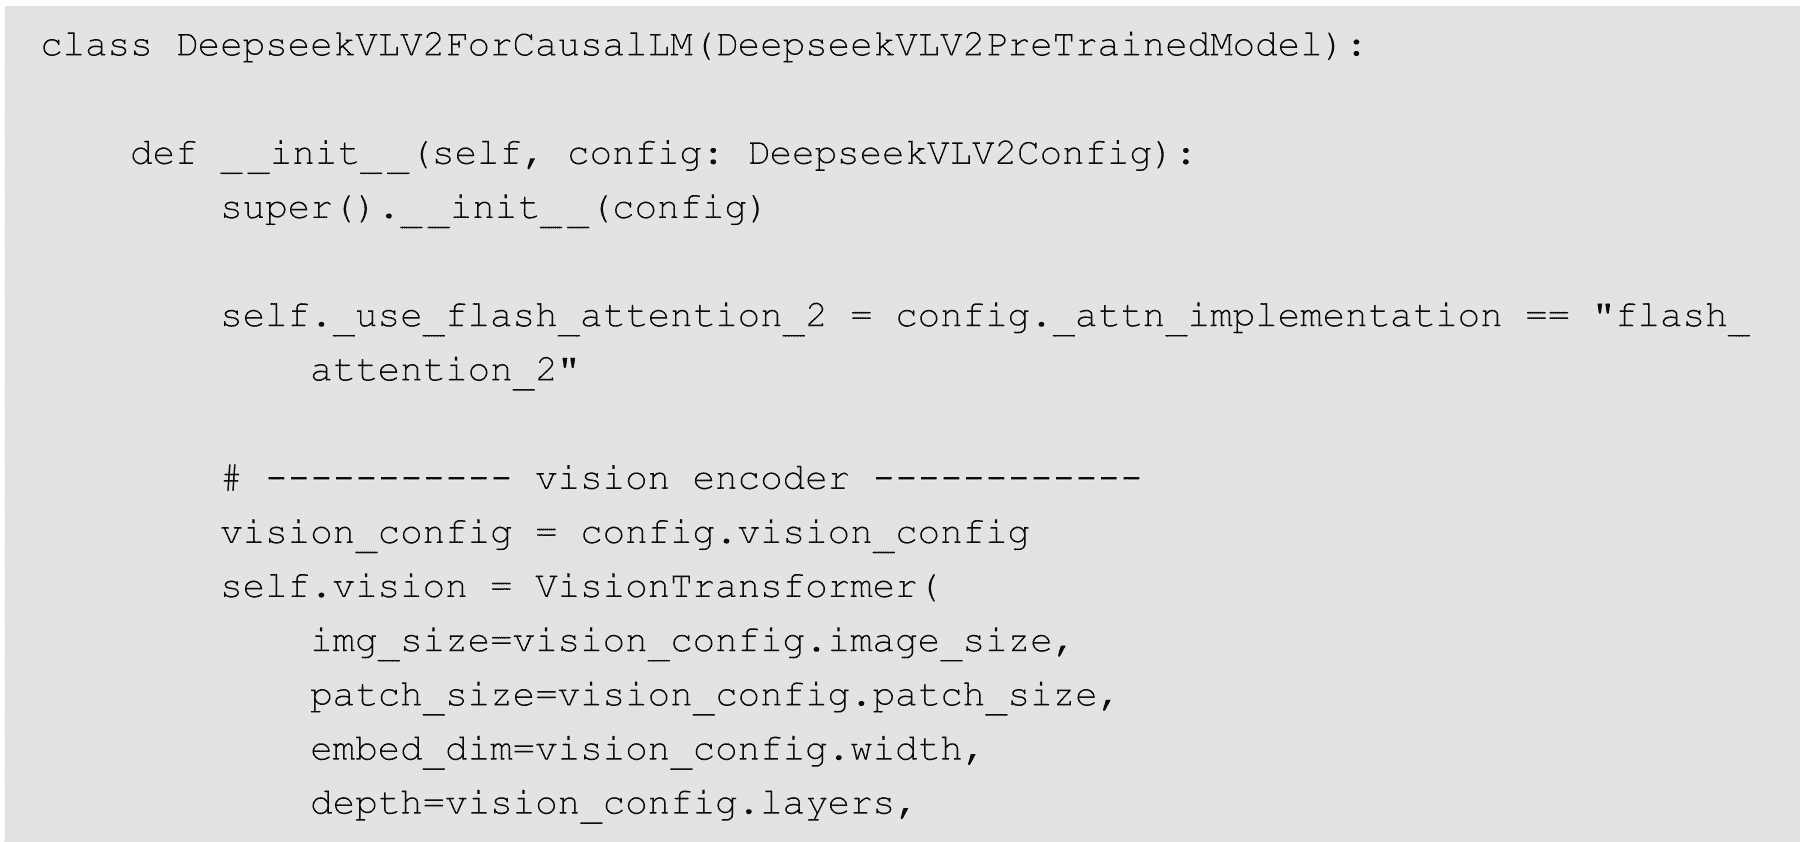 class DeepseekVLV2ForCausalLM(DeepseekVLV2PreTrainedModel):

    def __init__(self, config: DeepseekVLV2Config):
        super().__init__(config)

        self._use_flash_attention_2 = config._attn_implementation == "flash_
            attention_2"

        # ----------- vision encoder ------------
        vision_config = config.vision_config
        self.vision = VisionTransformer(
            img_size=vision_config.image_size,
            patch_size=vision_config.patch_size,
            embed_dim=vision_config.width,
            depth=vision_config.layers,